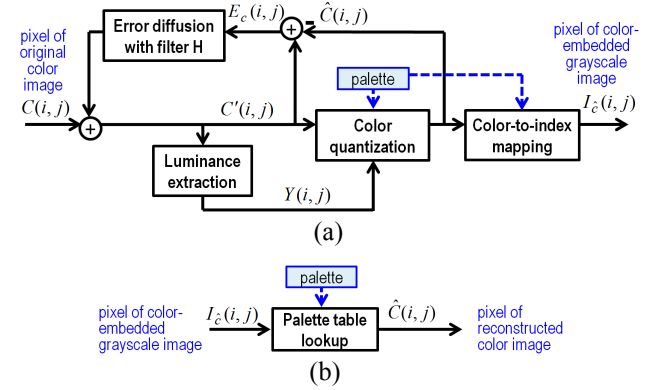 Error diffusion
with filter H
E_c(i, j)
Ĉ(i, j)
pixel of
original
color
image
pixel of color-
embedded
grayscale
image
palette
C(i, j)
C'(i, j)
Color
quantization
Color-to-index
mapping
I_ĉ(i, j)
Luminance
extraction
Y(i, j)
(a)
palette
pixel of color-
embedded
grayscale image
I_ĉ(i, j)
Palette table
lookup
Ĉ(i, j)
pixel of
reconstructed
color image
(b)